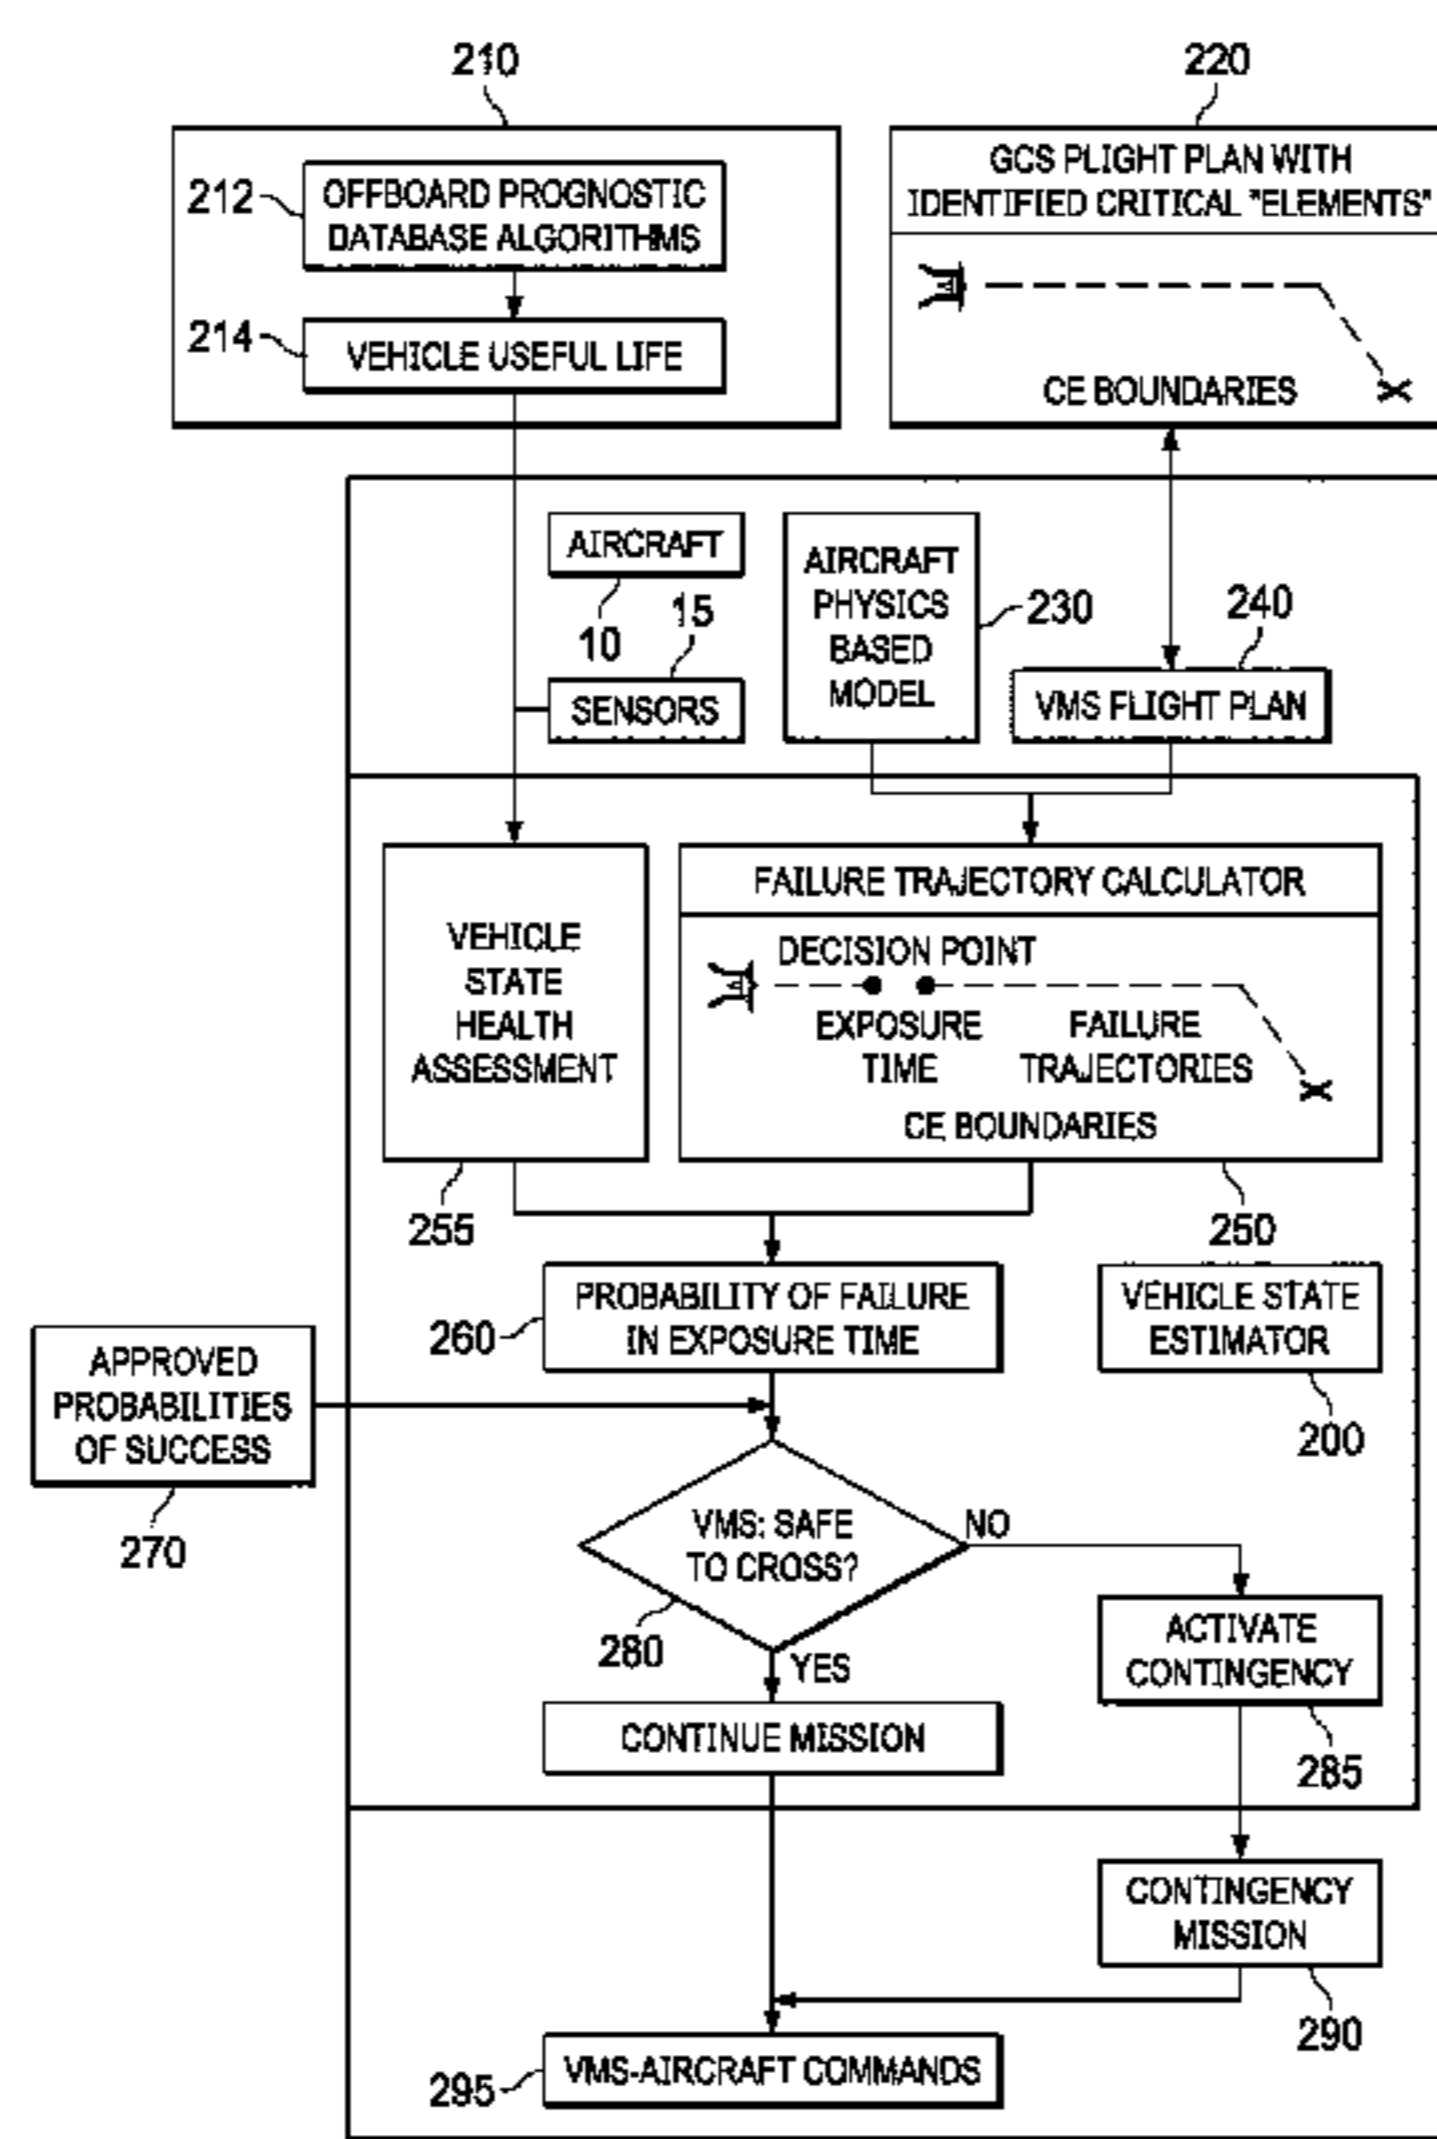 210
220
212
OFFBOARD PROGNOSTIC
DATABASE ALGORITHMS
214
VEHICLE USEFUL LIFE
GCS PLIGHT PLAN WITH
IDENTIFIED CRITICAL "ELEMENTS"
CE BOUNDARIES
AIRCRAFT
10
15
SENSORS
AIRCRAFT
PHYSICS
BASED
MODEL
230
240
VMS FLIGHT PLAN
VEHICLE
STATE
HEALTH
ASSESSMENT
255
FAILURE TRAJECTORY CALCULATOR
DECISION POINT
EXPOSURE
TIME
FAILURE
TRAJECTORIES
CE BOUNDARIES
250
260
PROBABILITY OF FAILURE
IN EXPOSURE TIME
VEHICLE STATE
ESTIMATOR
200
APPROVED
PROBABILITIES
OF SUCCESS
270
VMS: SAFE
TO CROSS?
280
NO
YES
ACTIVATE
CONTINGENCY
285
CONTINUE MISSION
CONTINGENCY
MISSION
290
295
VMS-AIRCRAFT COMMANDS